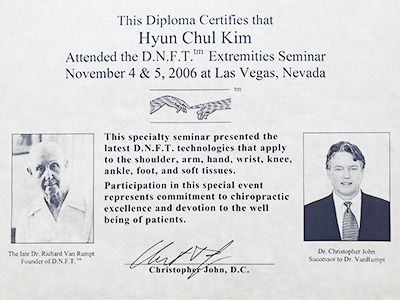 This Diploma Certifies that
Hyun Chul Kim
Attended the D.N.F.T.tm Extremities Seminar
November 4 & 5, 2006 at Las Vegas, Nevada
tm
This specialty seminar presented the
latest D.N.F.T. technologies that apply
to the shoulder, arm, hand, wrist, knee,
ankle, foot, and soft tissues.
Participation in this special event
represents commitment to chiropractic
excellence and devotion to the well
being of patients.
The late Dr. Richard Van Rumpt
Founder of D.N.F.T.™
Christopher John, D.C.
Dr. Christopher John
Successor to Dr. VanRumpt